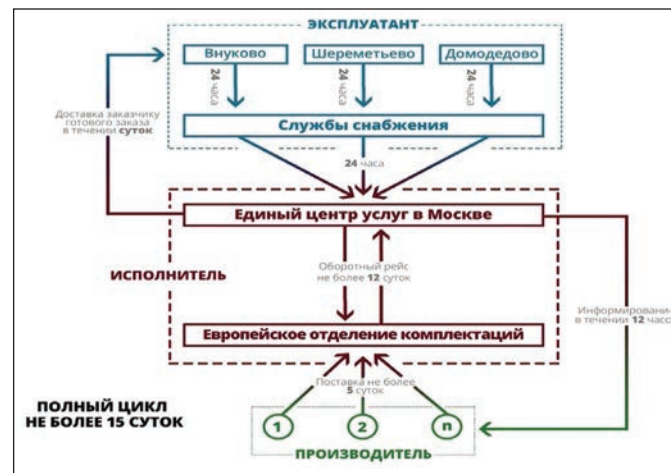 ЭКСПЛУАТАНТ
Внуково
Шереметьево
Домодедово
24
часа
24
часа
24
часа
Доставка заказчику
готового заказа
в течении суток
Службы снабжения
24 часа
Единый центр услуг в Москве
ИСПОЛНИТЕЛЬ
Оборотный рейс
не более 12 суток
Информировани
в течении 12 часо
Европейское отделение комплектаций
Поставка не более
5 суток
ПОЛНЫЙ ЦИКЛ
НЕ БОЛЕЕ 15 СУТОК
1
2
n
ПРОИЗВОДИТЕЛЬ